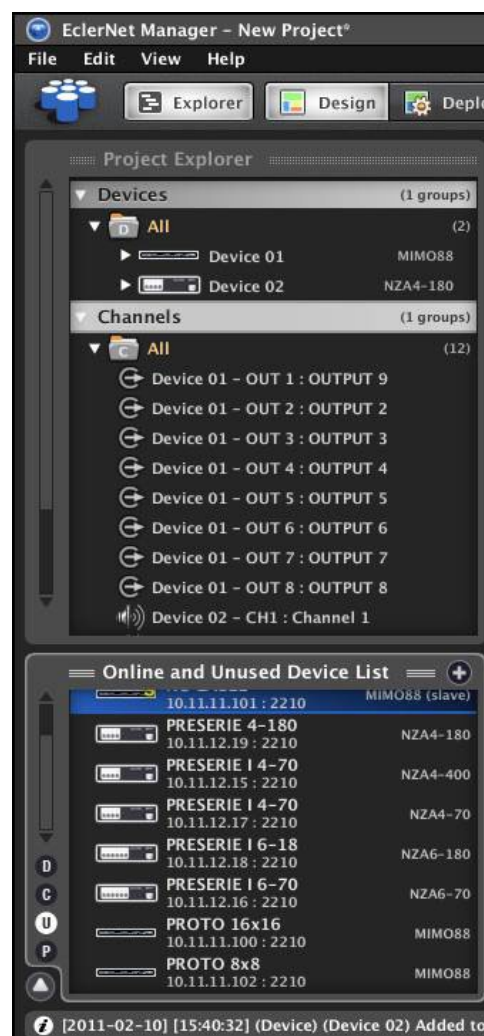 EclerNet Manager – New Project*
File Edit View Help
Explorer Design Deplo
Project Explorer
Devices (1 groups)
D All (2)
Device 01 MIMO88
Device 02 NZA4-180
Channels (1 groups)
C All (12)
Device 01 – OUT 1 : OUTPUT 9
Device 01 – OUT 2 : OUTPUT 2
Device 01 – OUT 3 : OUTPUT 3
Device 01 – OUT 4 : OUTPUT 4
Device 01 – OUT 5 : OUTPUT 5
Device 01 – OUT 6 : OUTPUT 6
Device 01 – OUT 7 : OUTPUT 7
Device 01 – OUT 8 : OUTPUT 8
Device 02 – CH1 : Channel 1
Online and Unused Device List
MIMO88 (slave)
10.11.11.101 : 2210
PRESERIE 4-180 NZA4-180
10.11.12.19 : 2210
PRESERIE I 4-70 NZA4-400
10.11.12.15 : 2210
PRESERIE I 4-70 NZA4-70
10.11.12.17 : 2210
PRESERIE I 6-18 NZA6-180
10.11.12.18 : 2210
PRESERIE I 6-70 NZA6-70
10.11.12.16 : 2210
PROTO 16x16 MIMO88
10.11.11.100 : 2210
PROTO 8x8 MIMO88
10.11.11.102 : 2210
D
C
U
P
[2011-02-10] [15:40:32] (Device) (Device 02) Added to